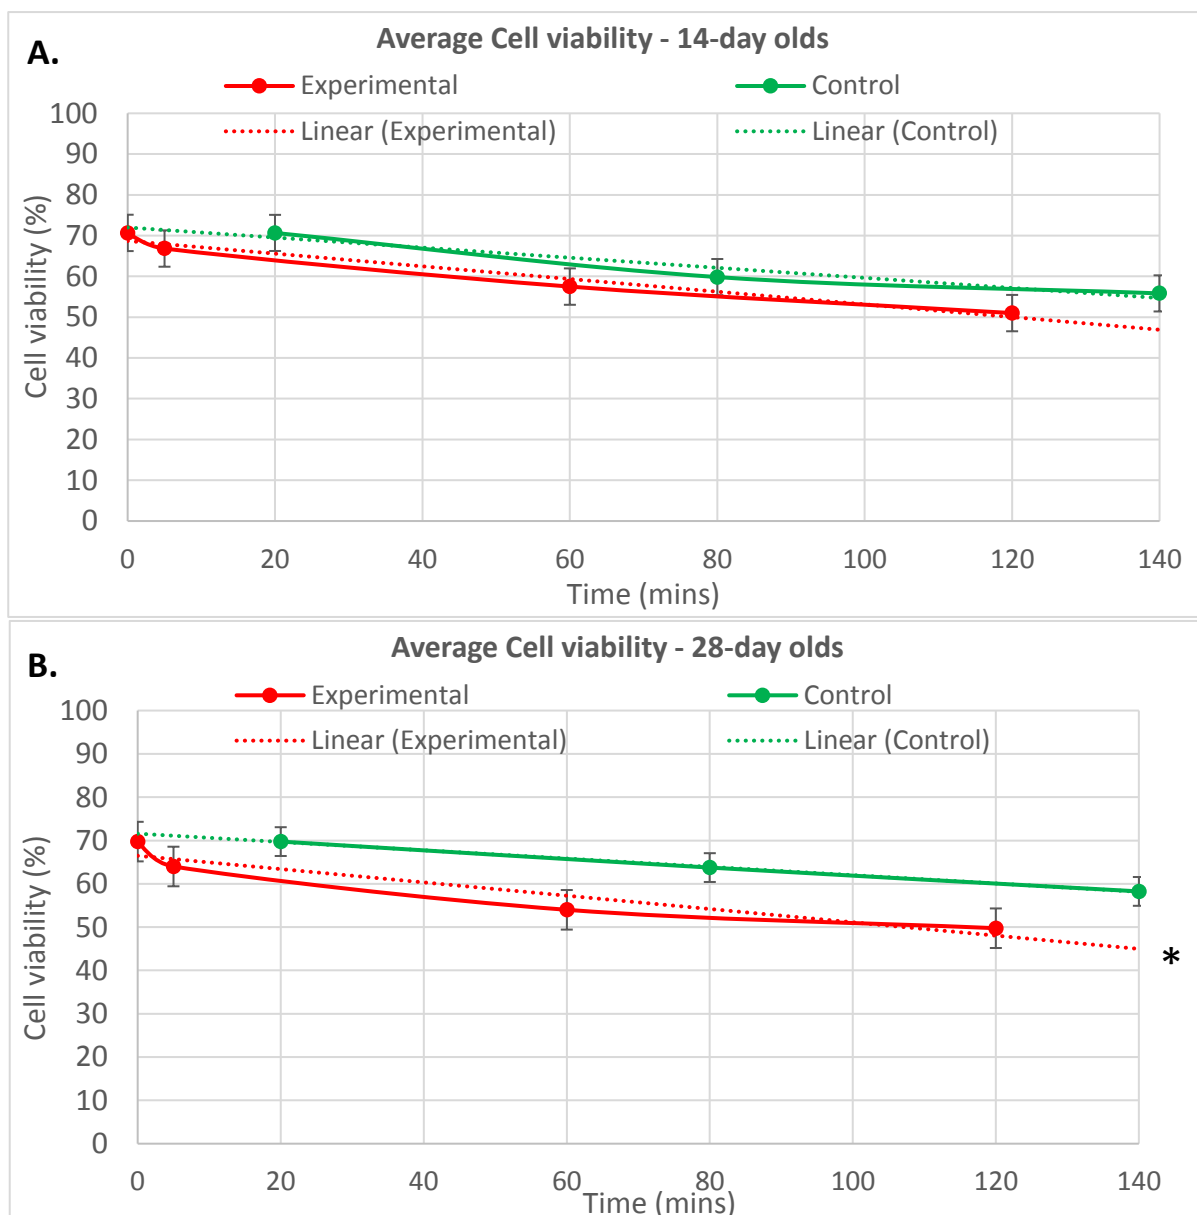 A.
Average Cell viability - 14-day olds
Experimental
Control
Linear (Experimental)
Linear (Control)
Cell viability (%)
100
90
80
70
60
50
40
30
20
10
0
0 20 40 60 80 100 120 140
Time (mins)
B.
Average Cell viability - 28-day olds
Experimental
Control
Linear (Experimental)
Linear (Control)
Cell viability (%)
100
90
80
70
60
50
40
30
20
10
0
*
0 20 40 60 80 100 120 140
Time (mins)